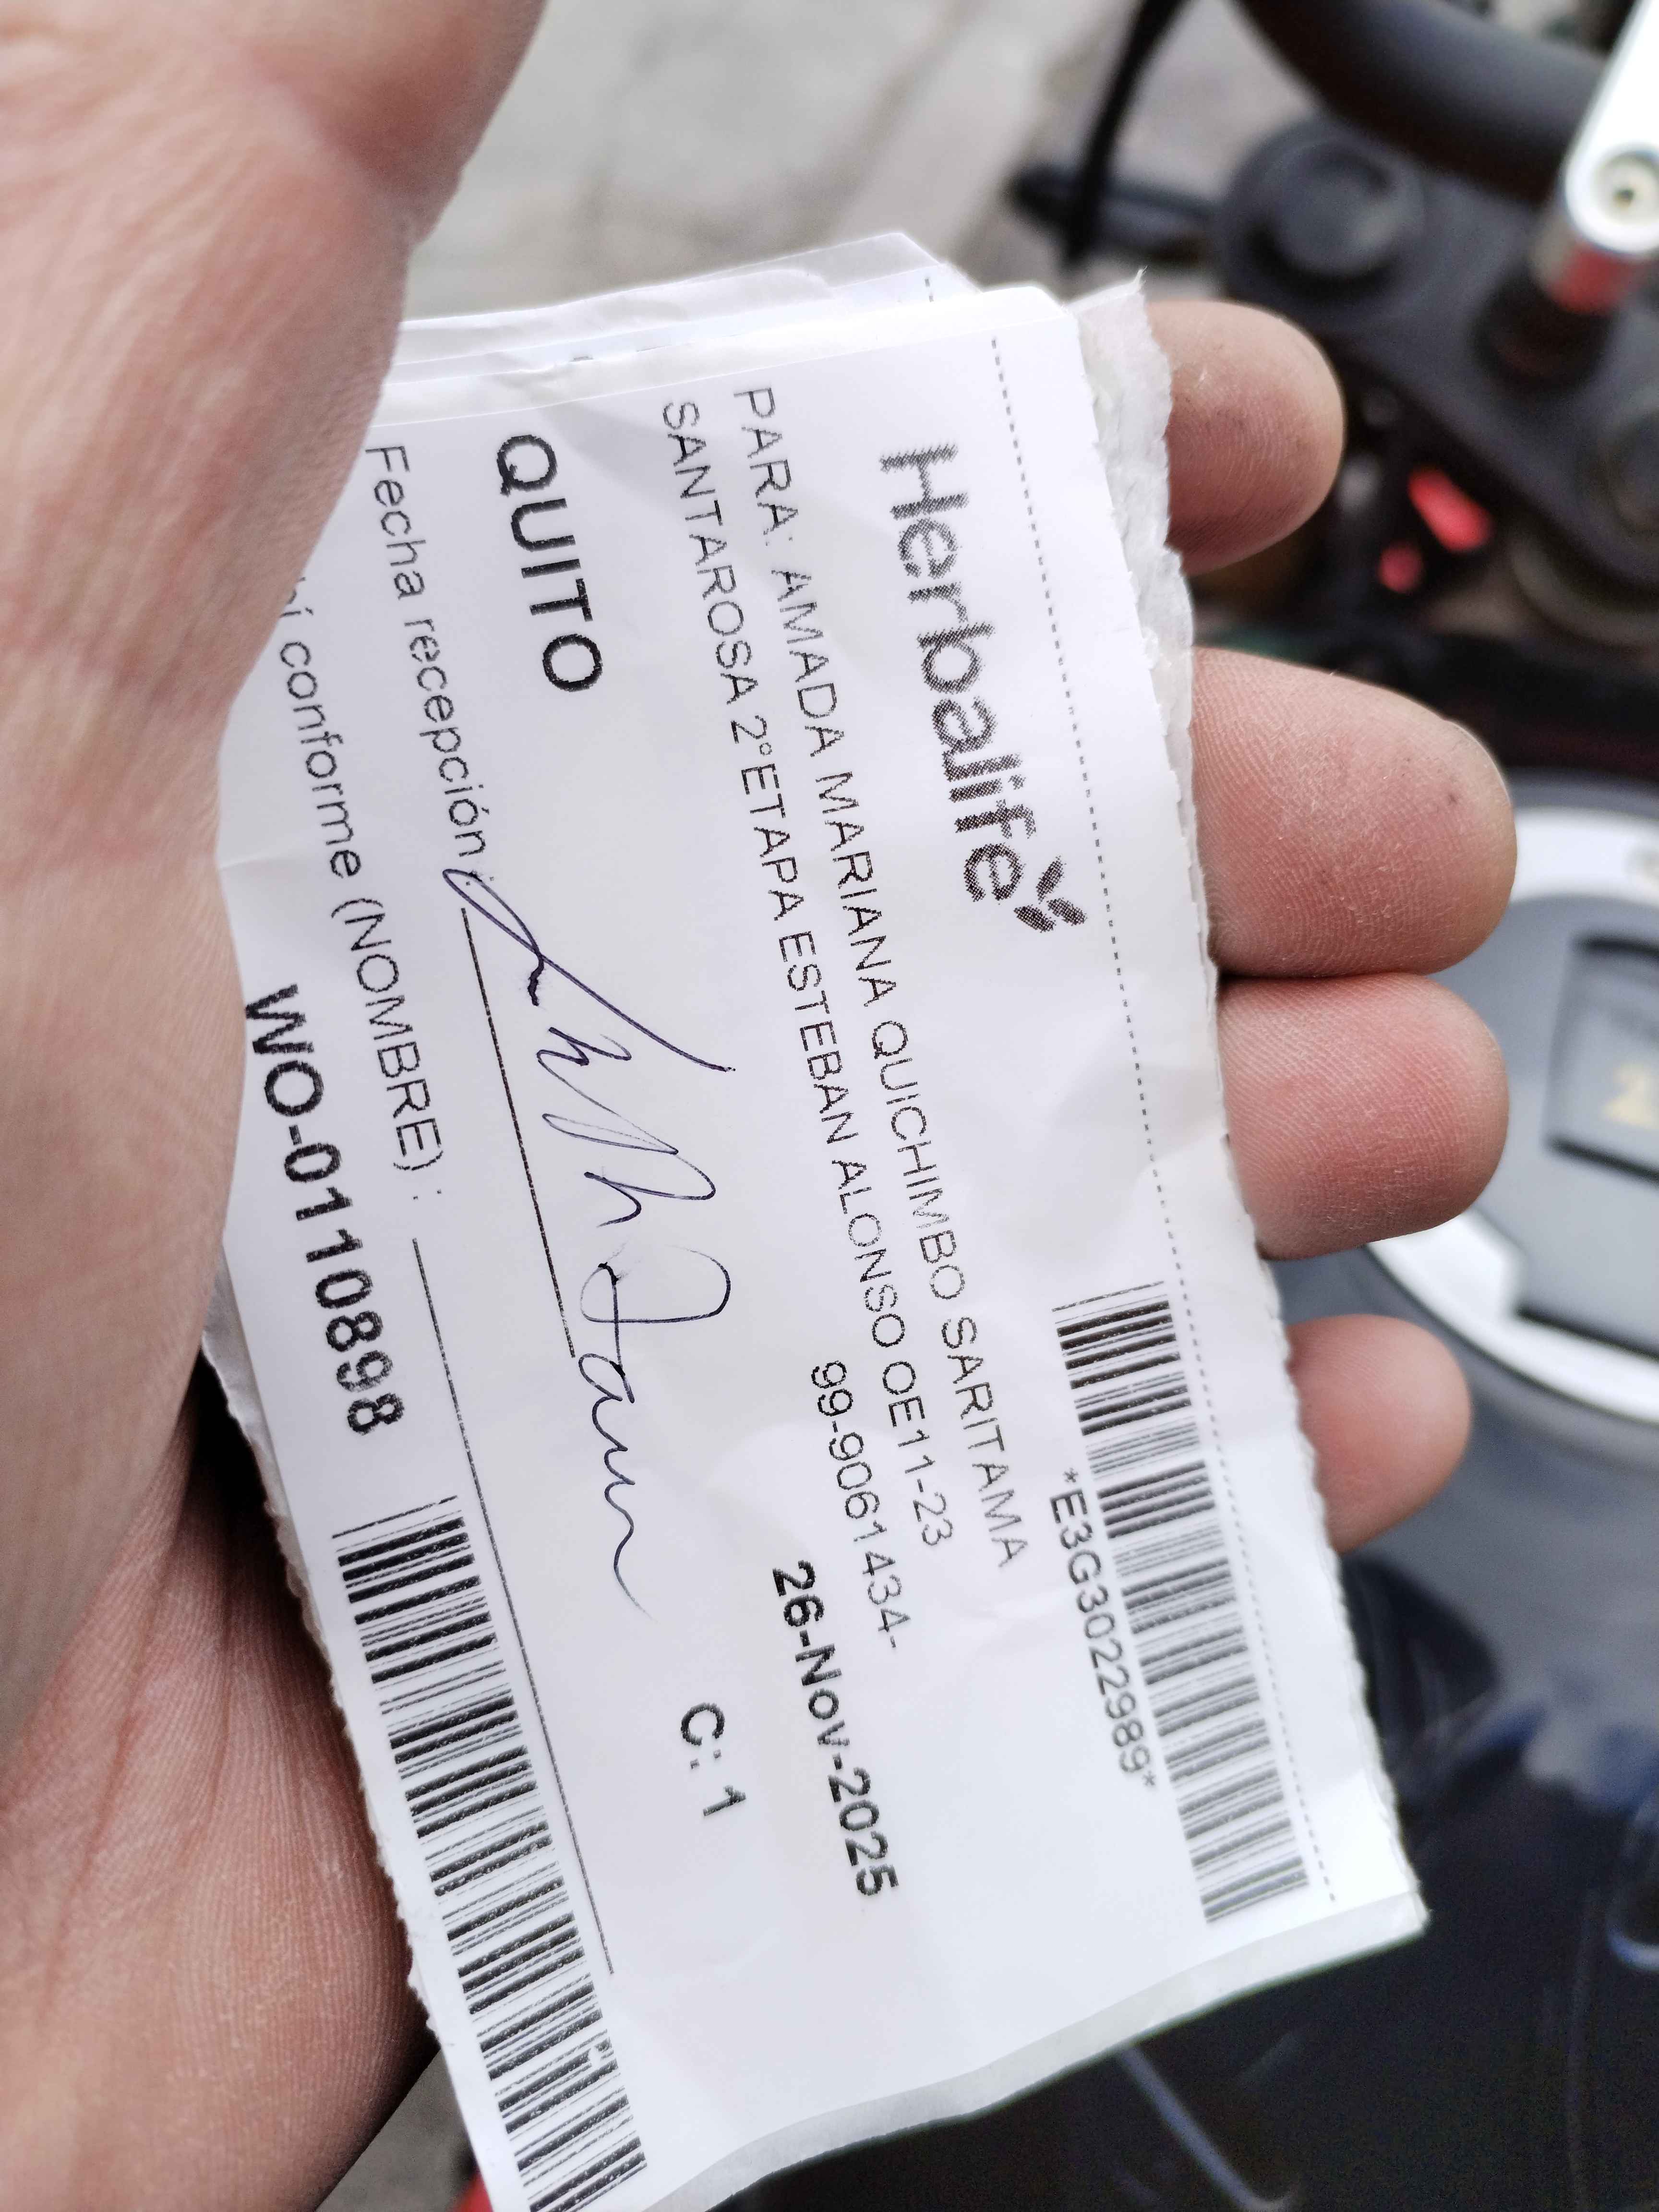 Herbalife
*E3G3022989*
PARA: AMADA MARIANA QUICHIMBO SARITAMA
SANTAROSA 2°ETAPA ESTEBAN ALONSO OE11-23
99-9061434-
26-Nov-2025
QUITO
C: 1
Fecha recepción
conforme (NOMBRE) :
WO-0110898